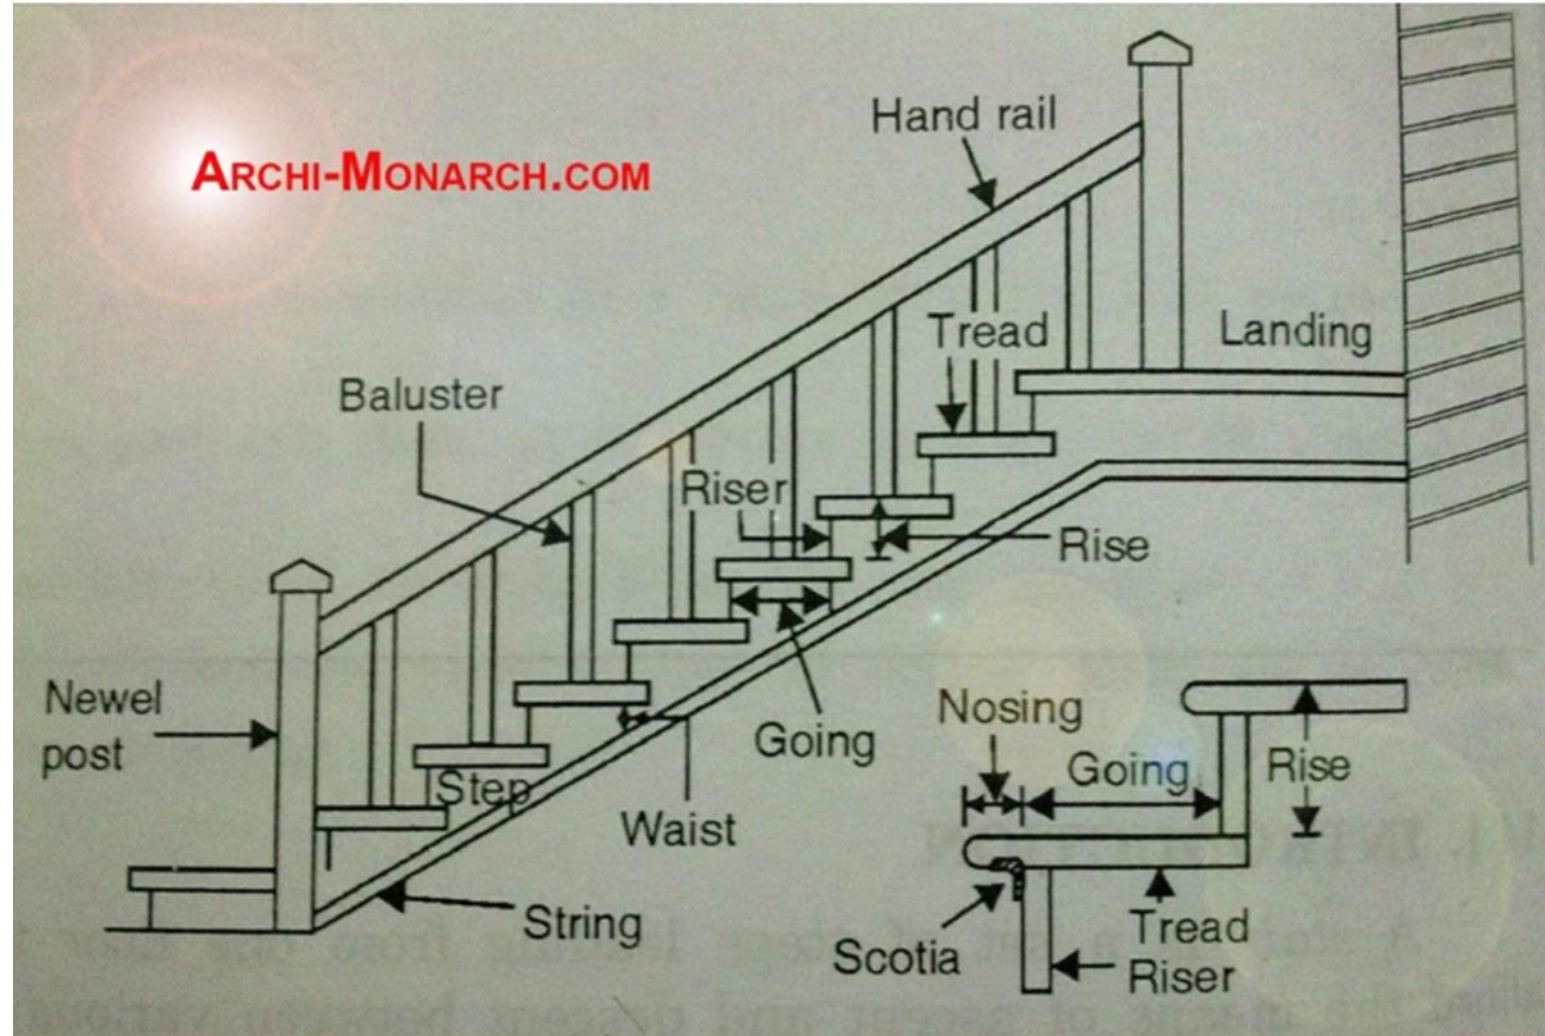 ARCHI-MONARCH.COM
Hand rail
Tread
Landing
Baluster
Riser
Rise
Newel
post
Going
Step
Waist
String
Nosing
Going
Rise
Scotia
Tread
Riser